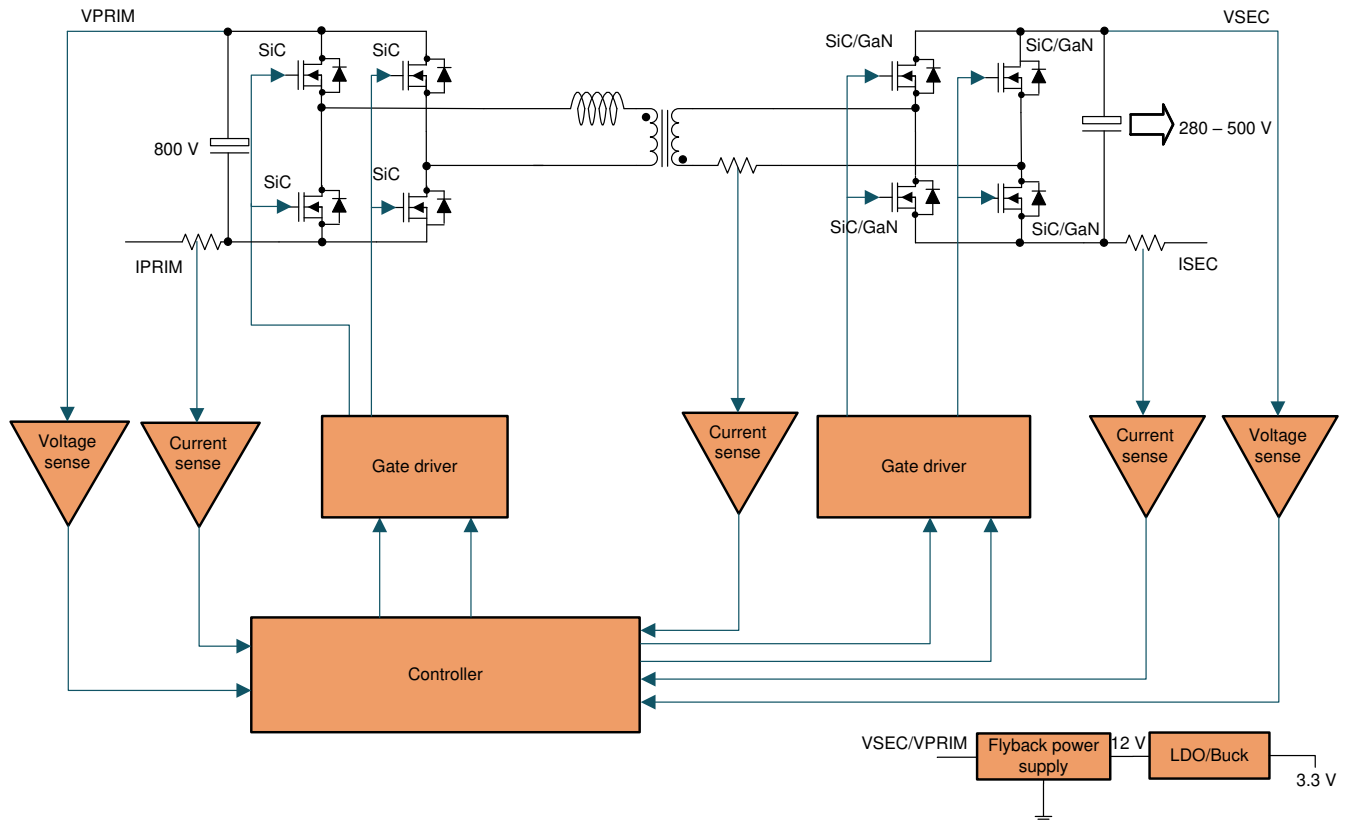 VPRIM
VSEC
SiC
SiC
SiC/GaN
SiC/GaN
800 V
280 – 500 V
SiC
SiC
SiC/GaN
SiC/GaN
IPRIM
ISEC
Voltage
sense
Current
sense
Gate driver
Current
sense
Gate driver
Current
sense
Voltage
sense
Controller
VSEC/VPRIM
Flyback power
supply
12 V
LDO/Buck
3.3 V